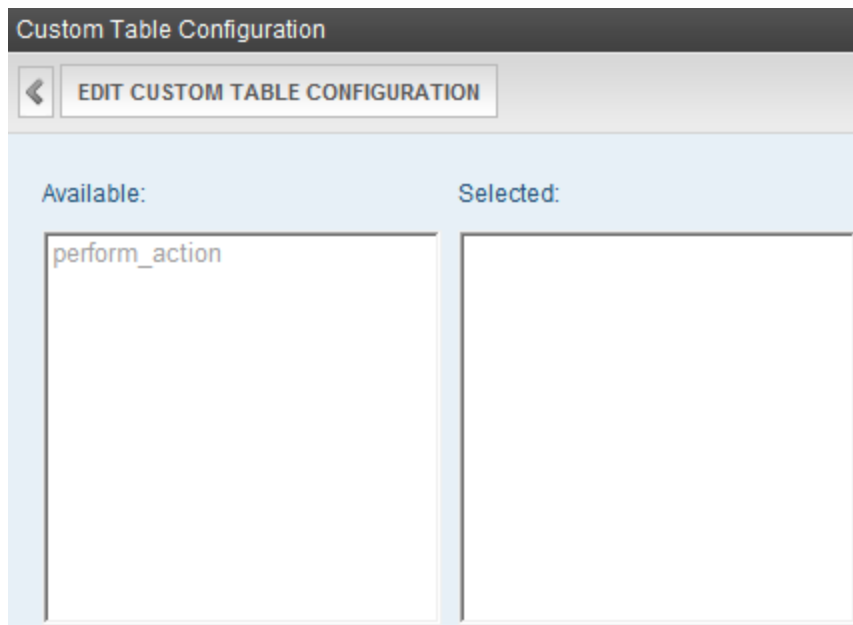 Custom Table Configuration
EDIT CUSTOM TABLE CONFIGURATION
Available:
Selected:
perform_action